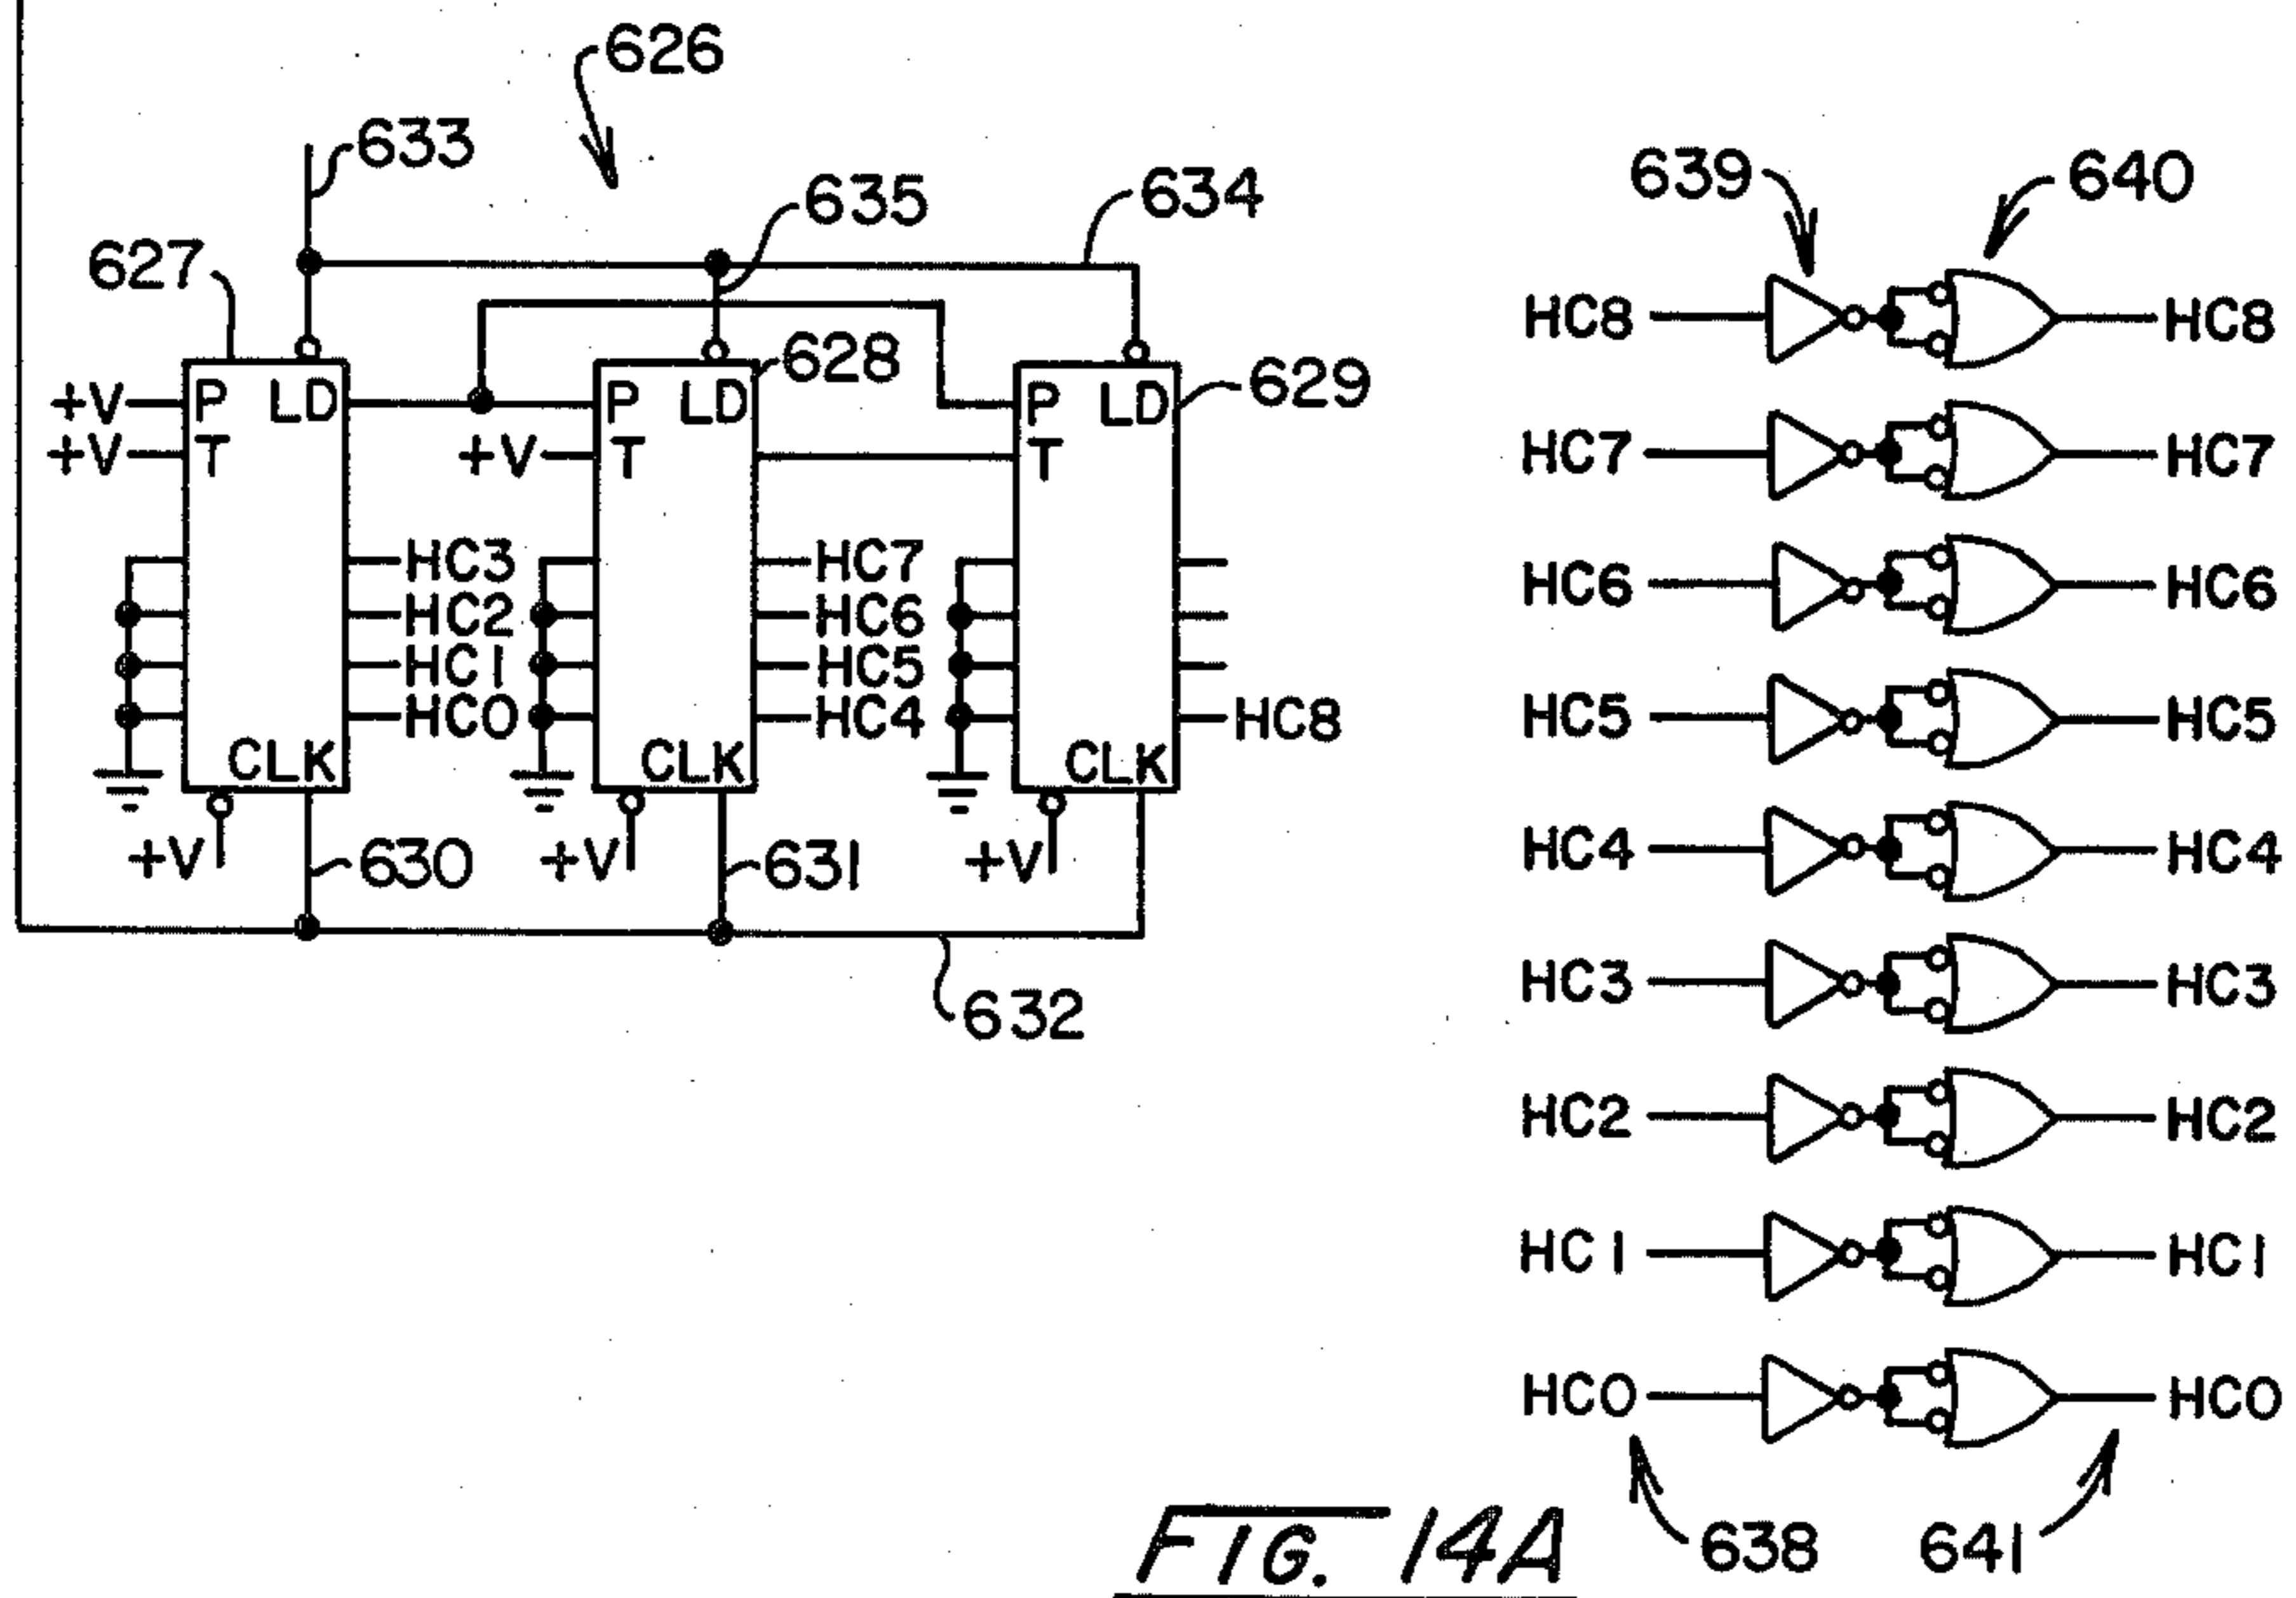 626
633
635
634
627
628
629
+V
P
LD
P
LD
P
LD
+V
T
+V
T
T
HC3
HC7
HC2
HC6
HC1
HC5
HC0
HC4
HC8
CLK
CLK
CLK
+V
630
+V
631
+V
632
639
640
HC8
HC8
HC7
HC7
HC6
HC6
HC5
HC5
HC4
HC4
HC3
HC3
HC2
HC2
HC1
HC1
HC0
HC0
638
641
FIG. 14A